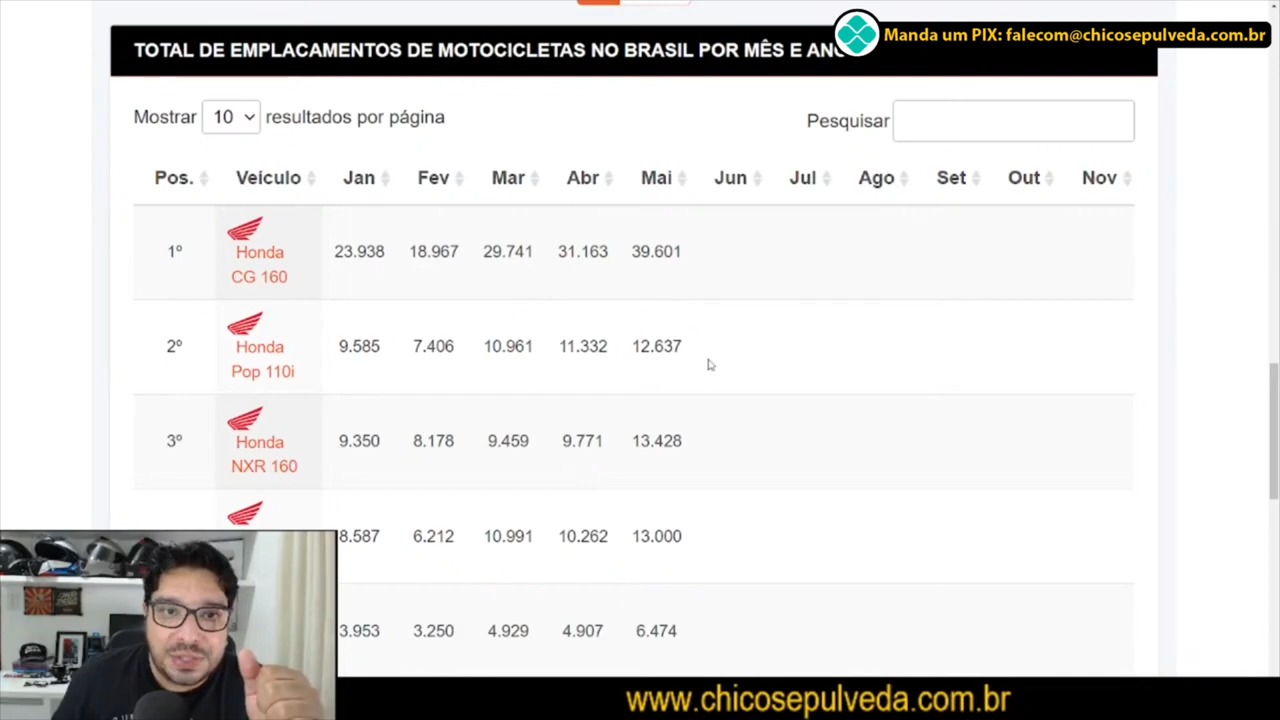 Manda um PIX: falecom@chicosepulveda.com.br
TOTAL DE EMPLACAMENTOS DE MOTOCICLETAS NO BRASIL POR MÊS E
Mostrar 10 resultados por página
Pesquisar
Pos. Veículo Jan Fev Mar Abr Mai Jun Jul Ago Set Out Nov
1º Honda CG 160 23.938 18.967 29.741 31.163 39.601
2º Honda Pop 110i 9.585 7.406 10.961 11.332 12.637
3º Honda NXR 160 9.350 8.178 9.459 9.771 13.428
8.587 6.212 10.991 10.262 13.000
3.953 3.250 4.929 4.907 6.474
www.chicosepulveda.com.br